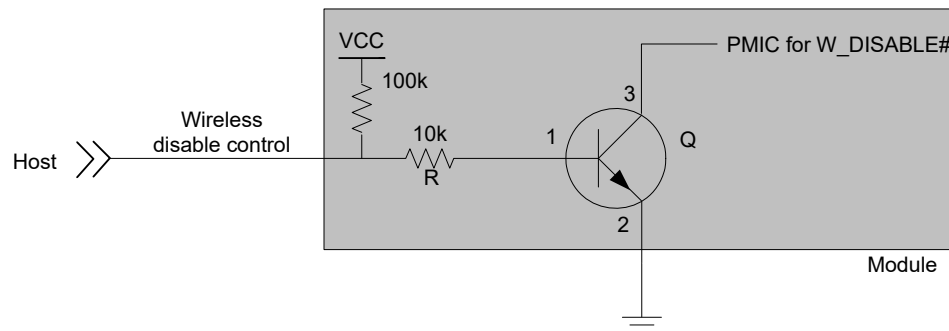 VCC
100k
3
PMIC for W_DISABLE#
Wireless
disable control
10k
1
Q
Host
R
2
Module